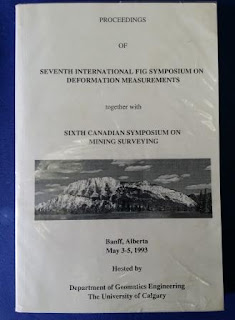 PROCEEDINGS
OF
SEVENTH INTERNATIONAL FIG SYMPOSIUM ON
DEFORMATION MEASUREMENTS
together with
SIXTH CANADIAN SYMPOSIUM ON
MINING SURVEYING
Banff, Alberta
May 3-5, 1993
Hosted by
Department of Geomatics Engineering
The University of Calgary